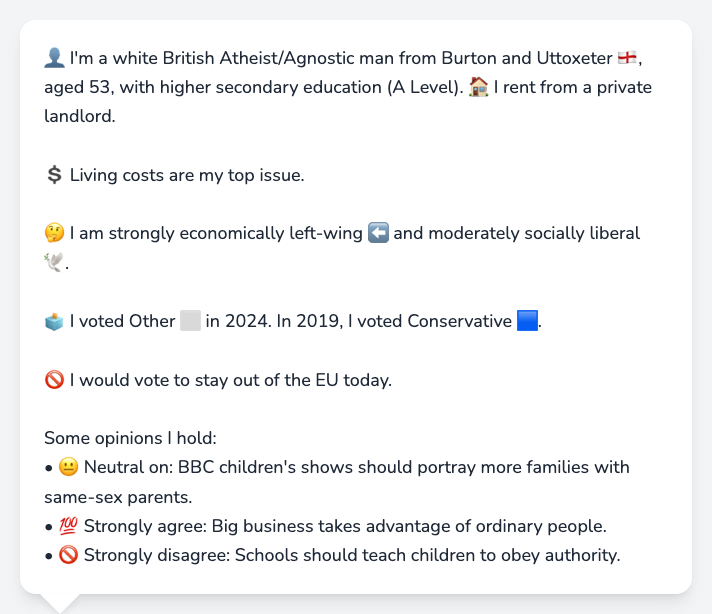 👤 I'm a white British Atheist/Agnostic man from Burton and Uttoxeter 🏴󠁧󠁢󠁥󠁮󠁧󠁿,
aged 53, with higher secondary education (A Level). 🏠 I rent from a private
landlord.
💲 Living costs are my top issue.
🤔 I am strongly economically left-wing ⬅️ and moderately socially liberal
🕊️.
🗳️ I voted Other ⬜ in 2024. In 2019, I voted Conservative 🟦.
🚫 I would vote to stay out of the EU today.
Some opinions I hold:
• 😐 Neutral on: BBC children's shows should portray more families with
same-sex parents.
• 💯 Strongly agree: Big business takes advantage of ordinary people.
• 🚫 Strongly disagree: Schools should teach children to obey authority.